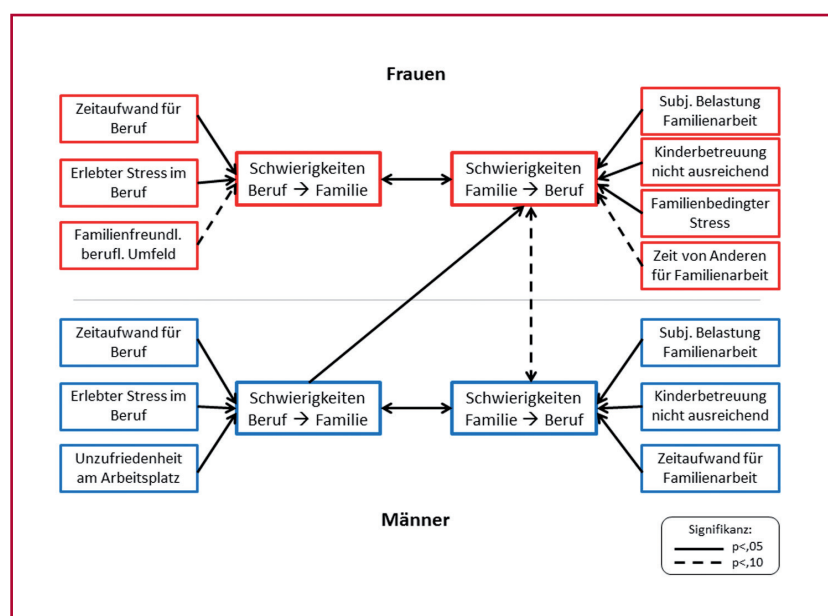 Frauen
Zeitaufwand für
Beruf
Erlebter Stress im
Beruf
Familienfreundl.
berufl. Umfeld
Schwierigkeiten
Beruf → Familie
Schwierigkeiten
Familie → Beruf
Subj. Belastung
Familienarbeit
Kinderbetreuung
nicht ausreichend
Familienbedingter
Stress
Zeit von Anderen
für Familienarbeit
Zeitaufwand für
Beruf
Erlebter Stress im
Beruf
Unzufriedenheit
am Arbeitsplatz
Schwierigkeiten
Beruf → Familie
Schwierigkeiten
Familie → Beruf
Subj. Belastung
Familienarbeit
Kinderbetreuung
nicht ausreichend
Zeitaufwand für
Familienarbeit
Männer
Signifikanz:
p<,05
p<,10